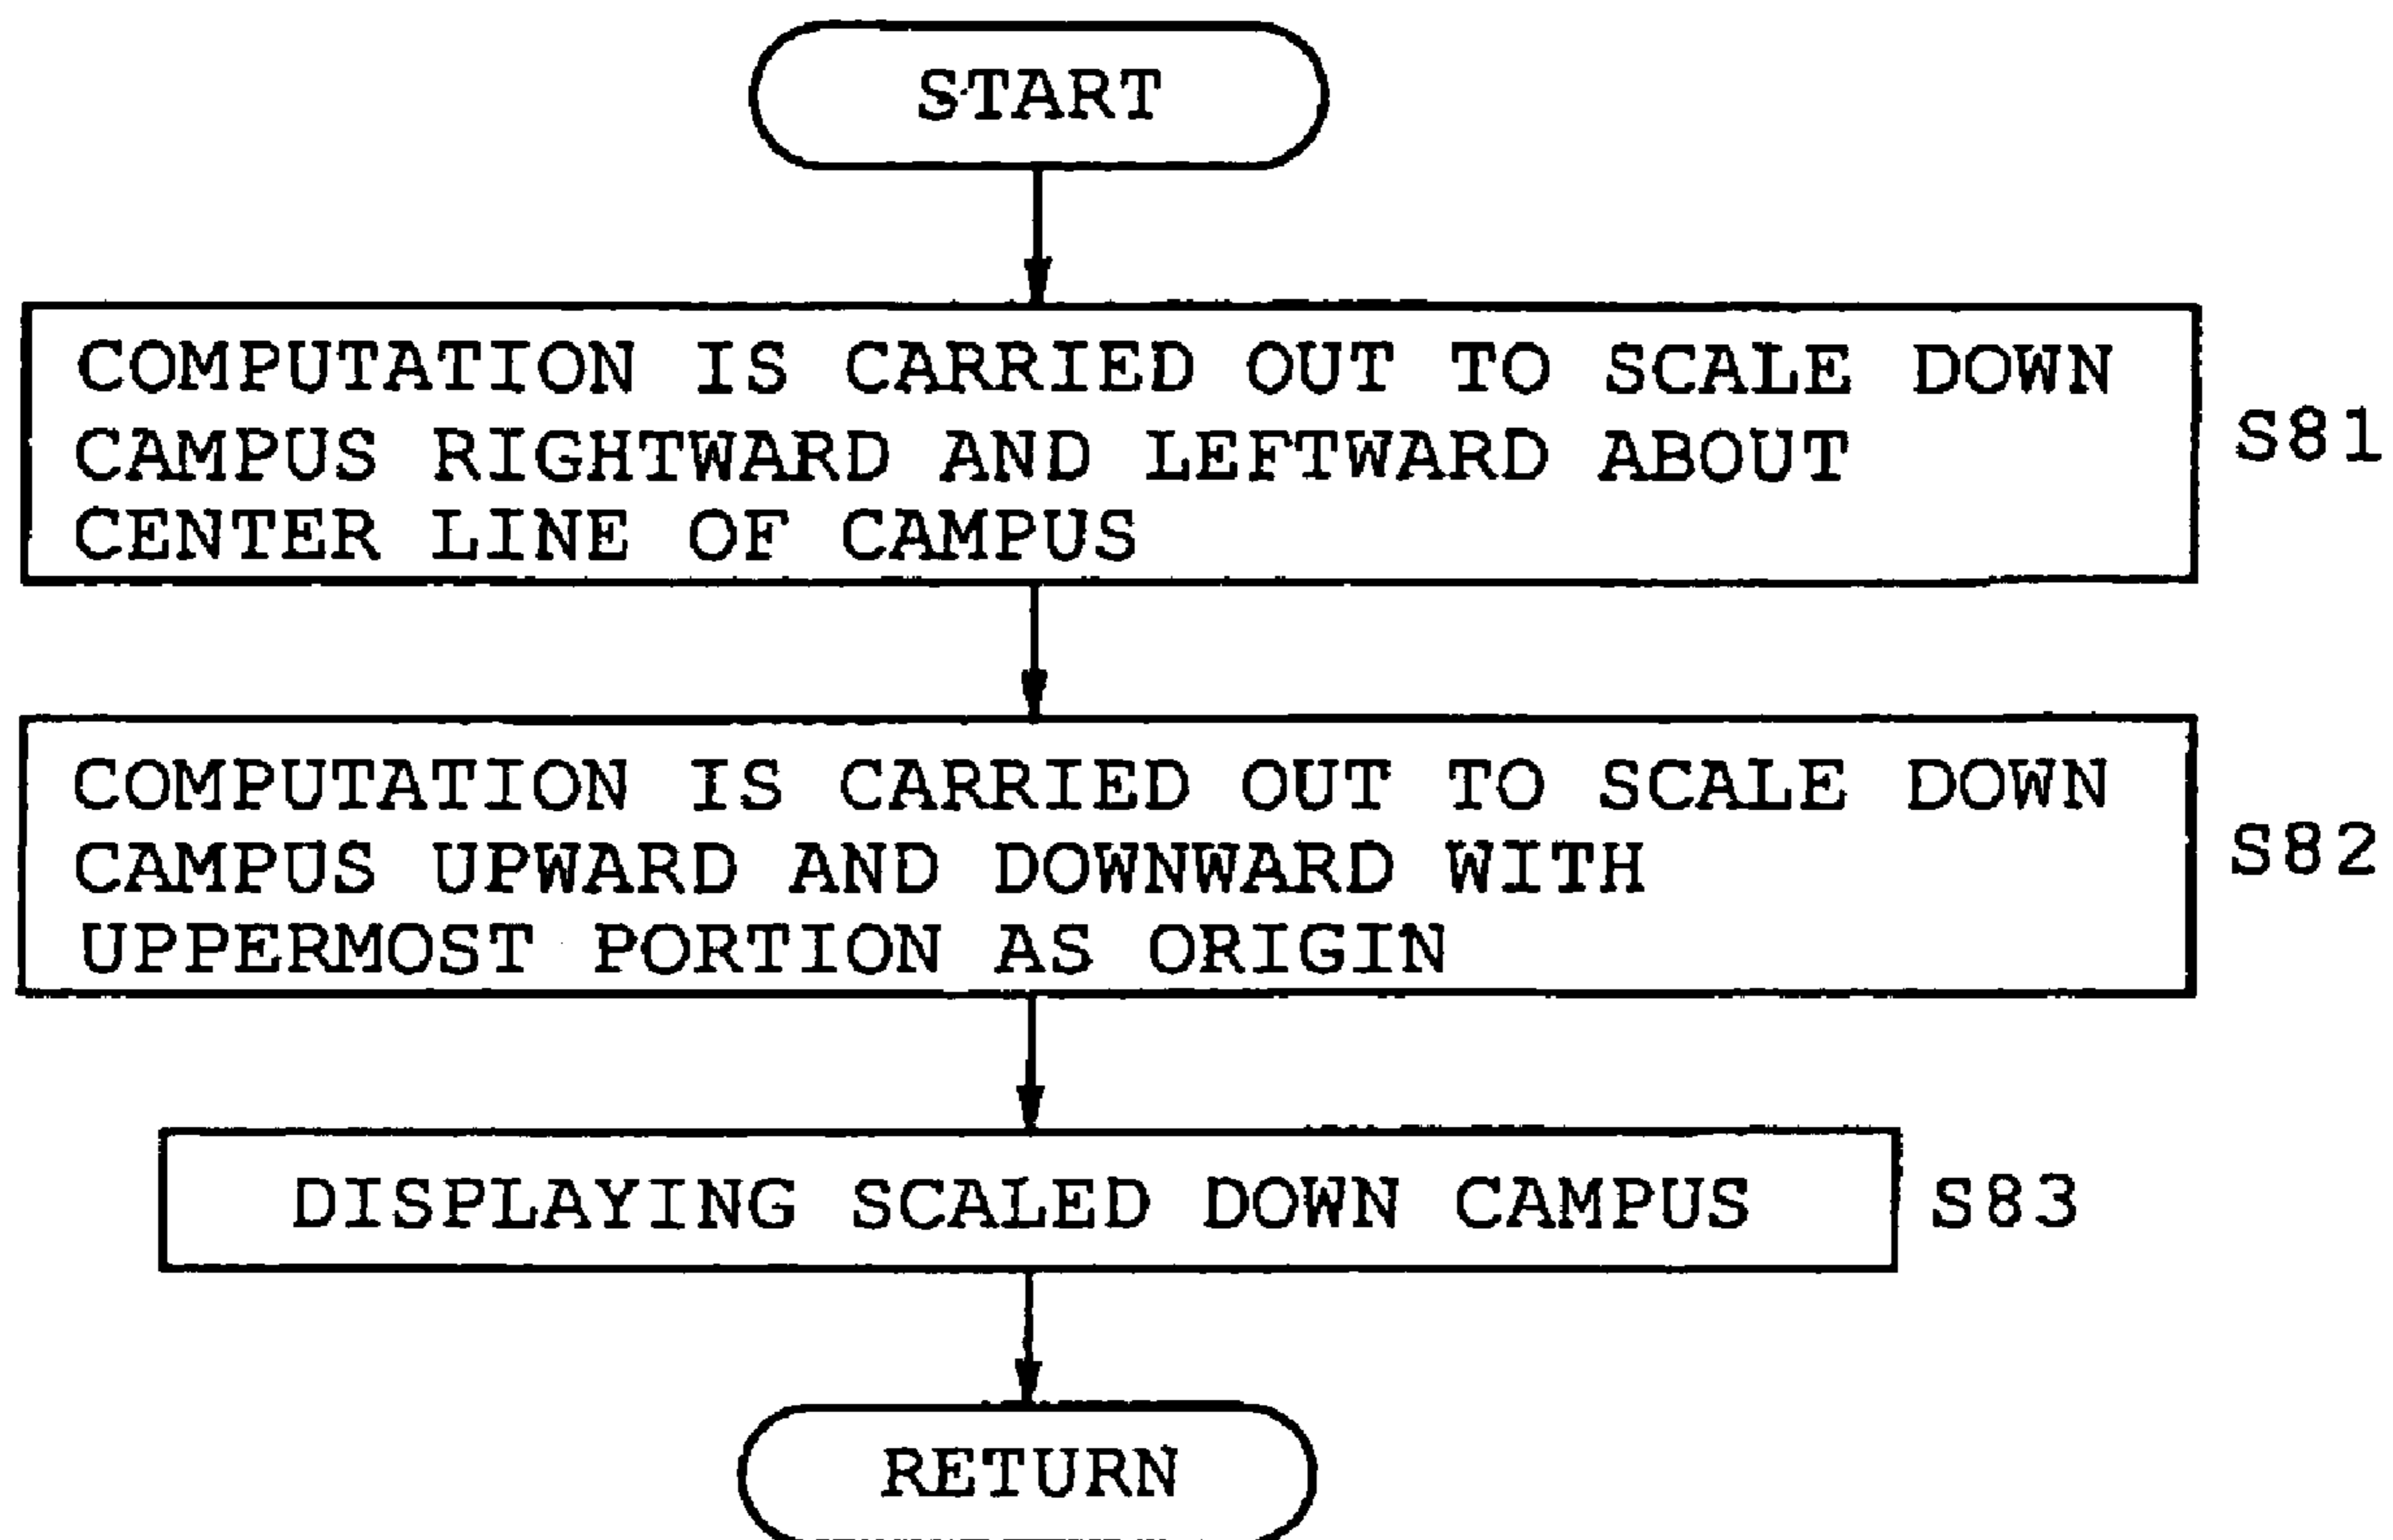 START
COMPUTATION IS CARRIED OUT TO SCALE DOWN
CAMPUS RIGHTWARD AND LEFTWARD ABOUT
CENTER LINE OF CAMPUS
S81
COMPUTATION IS CARRIED OUT TO SCALE DOWN
CAMPUS UPWARD AND DOWNWARD WITH
UPPERMOST PORTION AS ORIGIN
S82
DISPLAYING SCALED DOWN CAMPUS
S83
RETURN